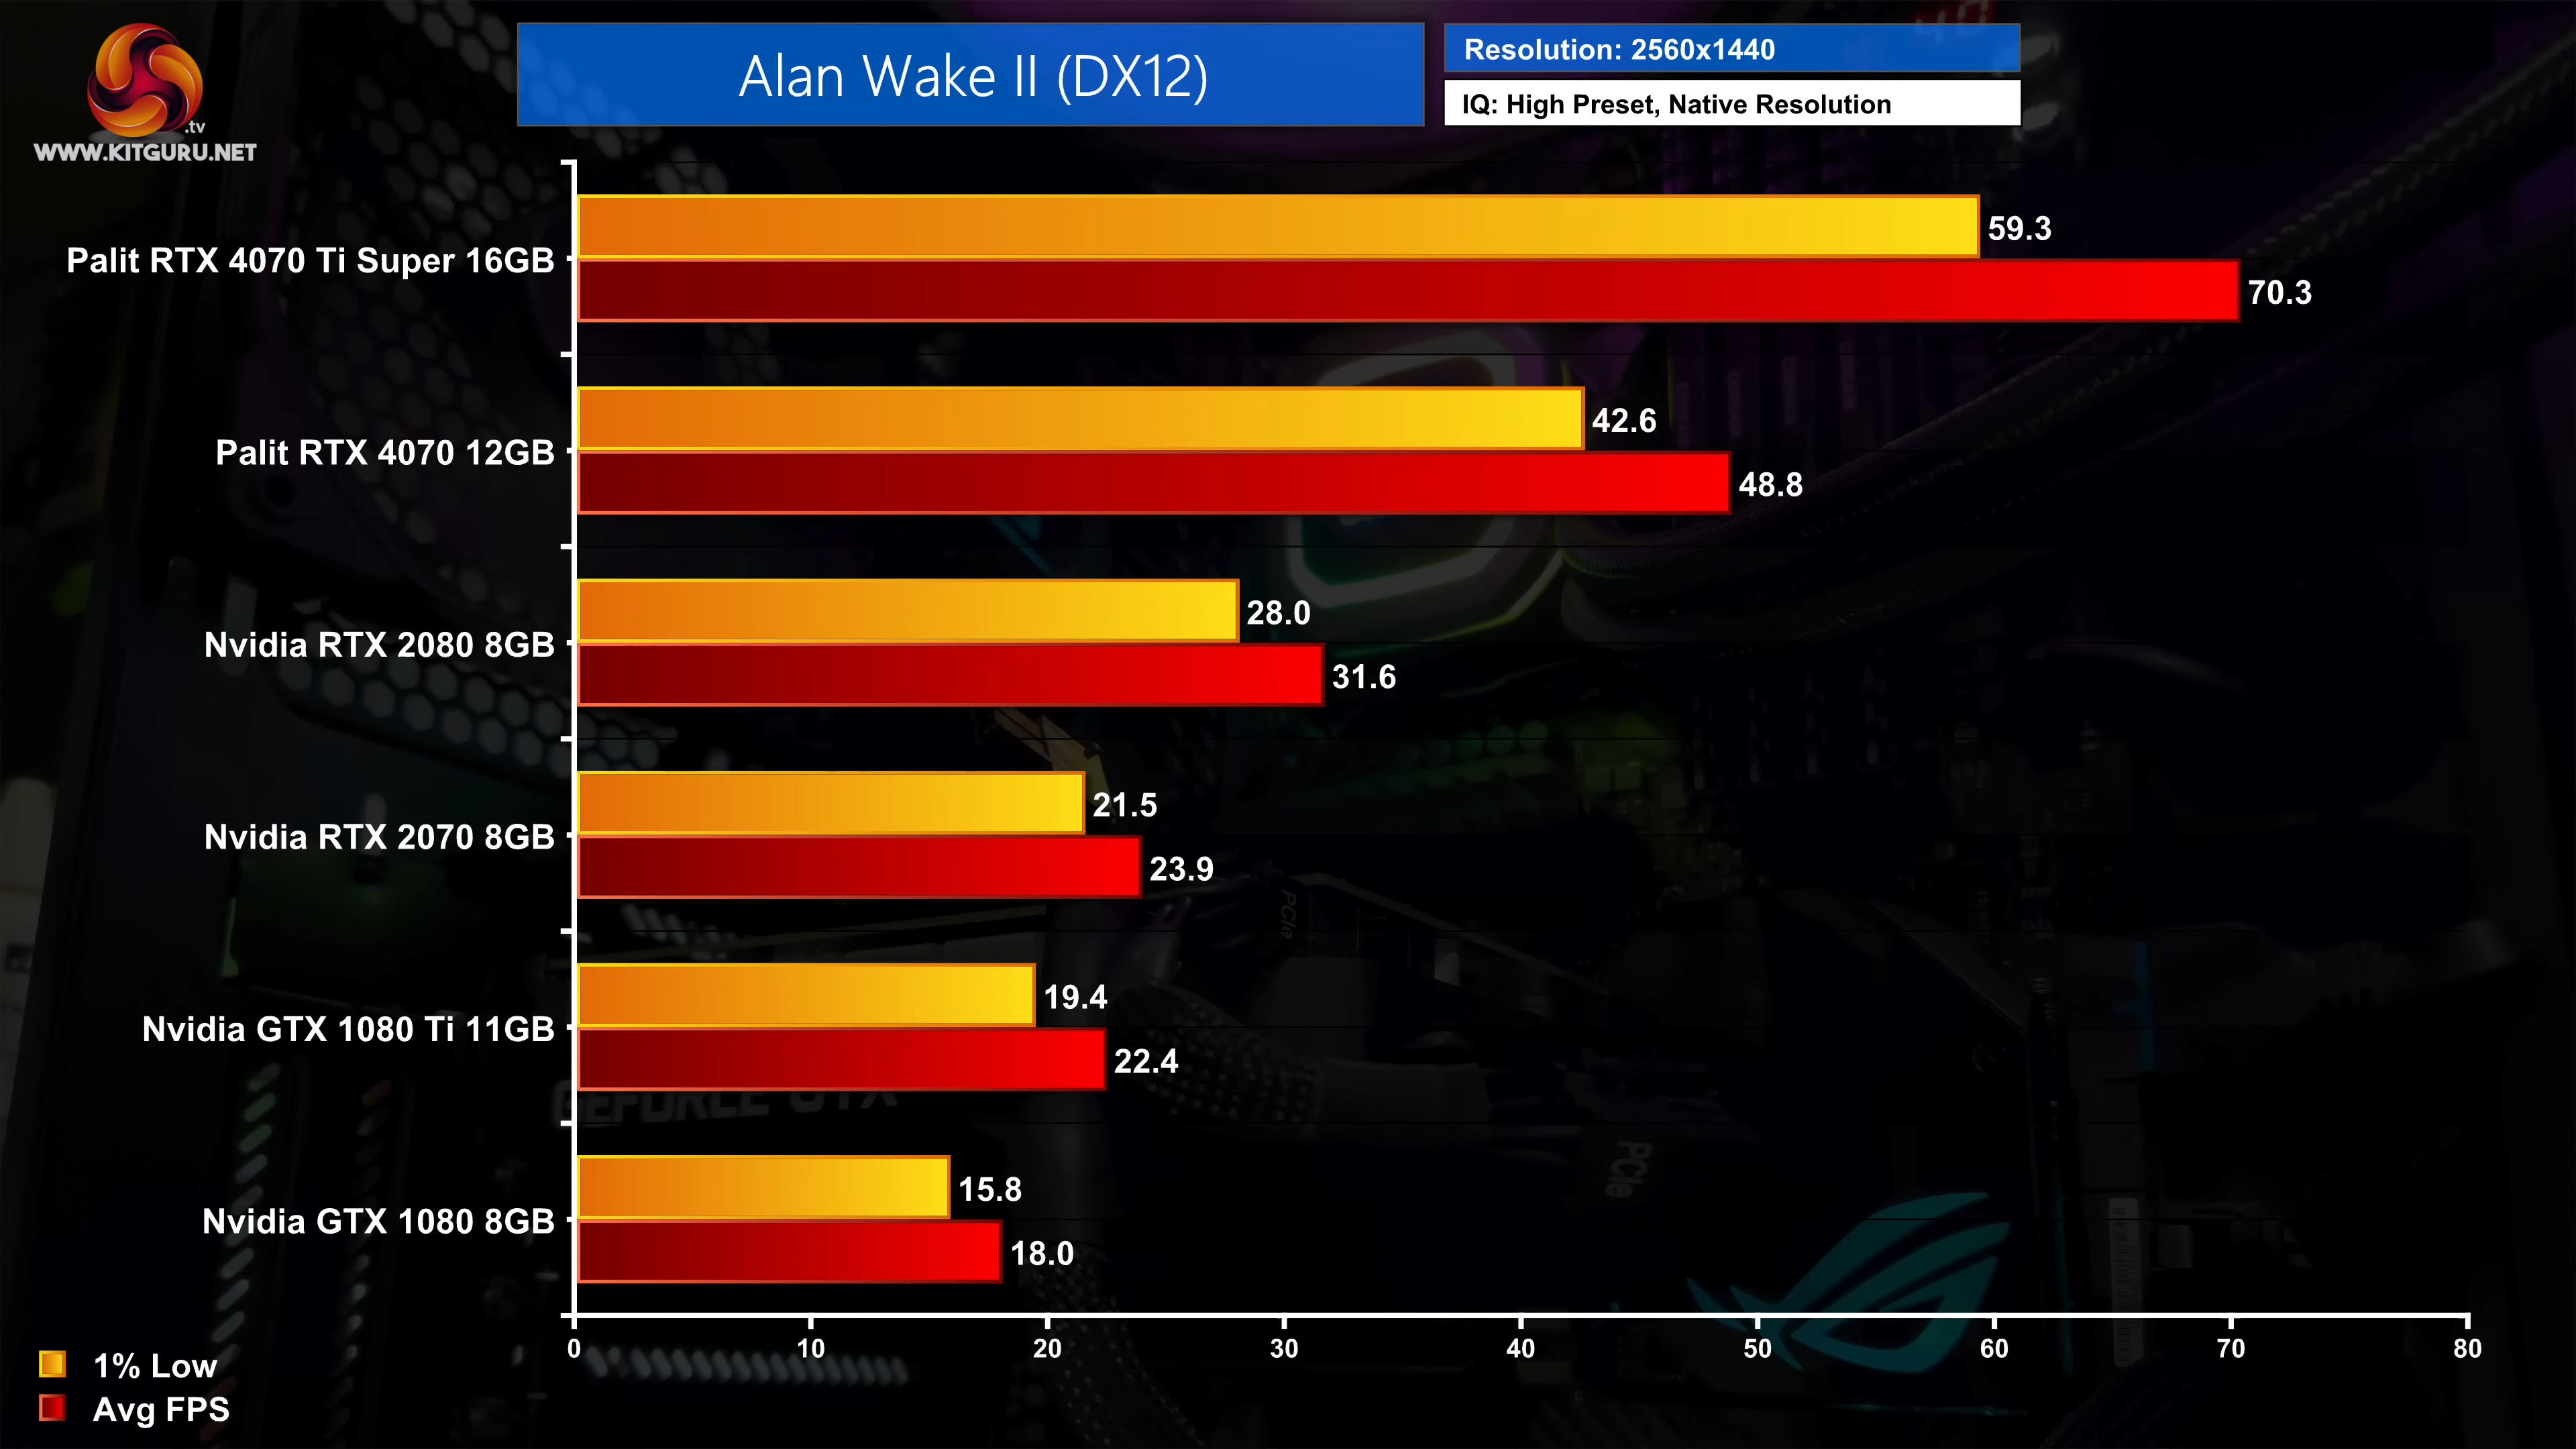 .tv
WWW.KITGURU.NET
Alan Wake II (DX12)
Resolution: 2560x1440
IQ: High Preset, Native Resolution
Palit RTX 4070 Ti Super 16GB
59.3
70.3
Palit RTX 4070 12GB
42.6
48.8
Nvidia RTX 2080 8GB
28.0
31.6
Nvidia RTX 2070 8GB
21.5
23.9
PCIe
Nvidia GTX 1080 Ti 11GB
19.4
22.4
GEFORCE GTX
PCIe
Nvidia GTX 1080 8GB
15.8
18.0
0 10 20 30 40 50 60 70 80
1% Low
Avg FPS